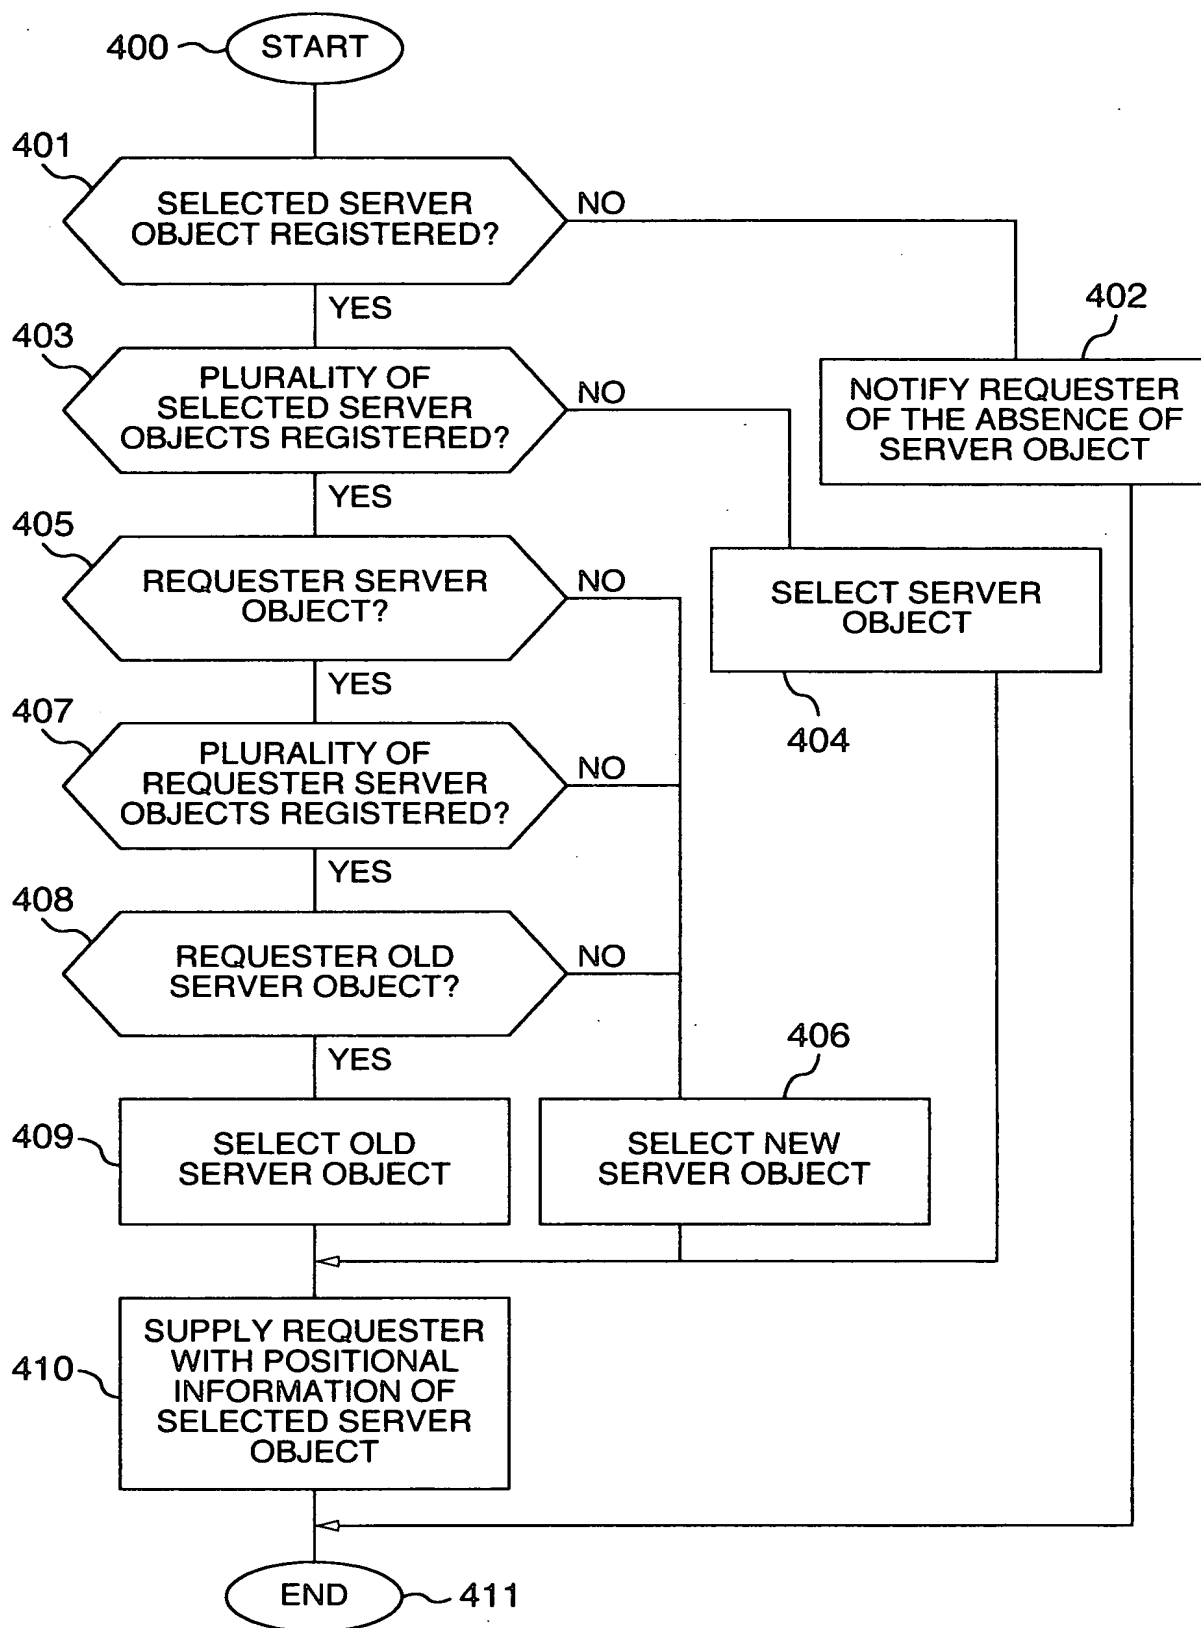 400
START
401
SELECTED SERVER
OBJECT REGISTERED?
NO
YES
402
NOTIFY REQUESTER
OF THE ABSENCE OF
SERVER OBJECT
403
PLURALITY OF
SELECTED SERVER
OBJECTS REGISTERED?
NO
YES
SELECT SERVER
OBJECT
404
405
REQUESTER SERVER
OBJECT?
NO
YES
407
PLURALITY OF
REQUESTER SERVER
OBJECTS REGISTERED?
NO
YES
408
REQUESTER OLD
SERVER OBJECT?
NO
YES
406
409
SELECT OLD
SERVER OBJECT
SELECT NEW
SERVER OBJECT
410
SUPPLY REQUESTER
WITH POSITIONAL
INFORMATION OF
SELECTED SERVER
OBJECT
END
411